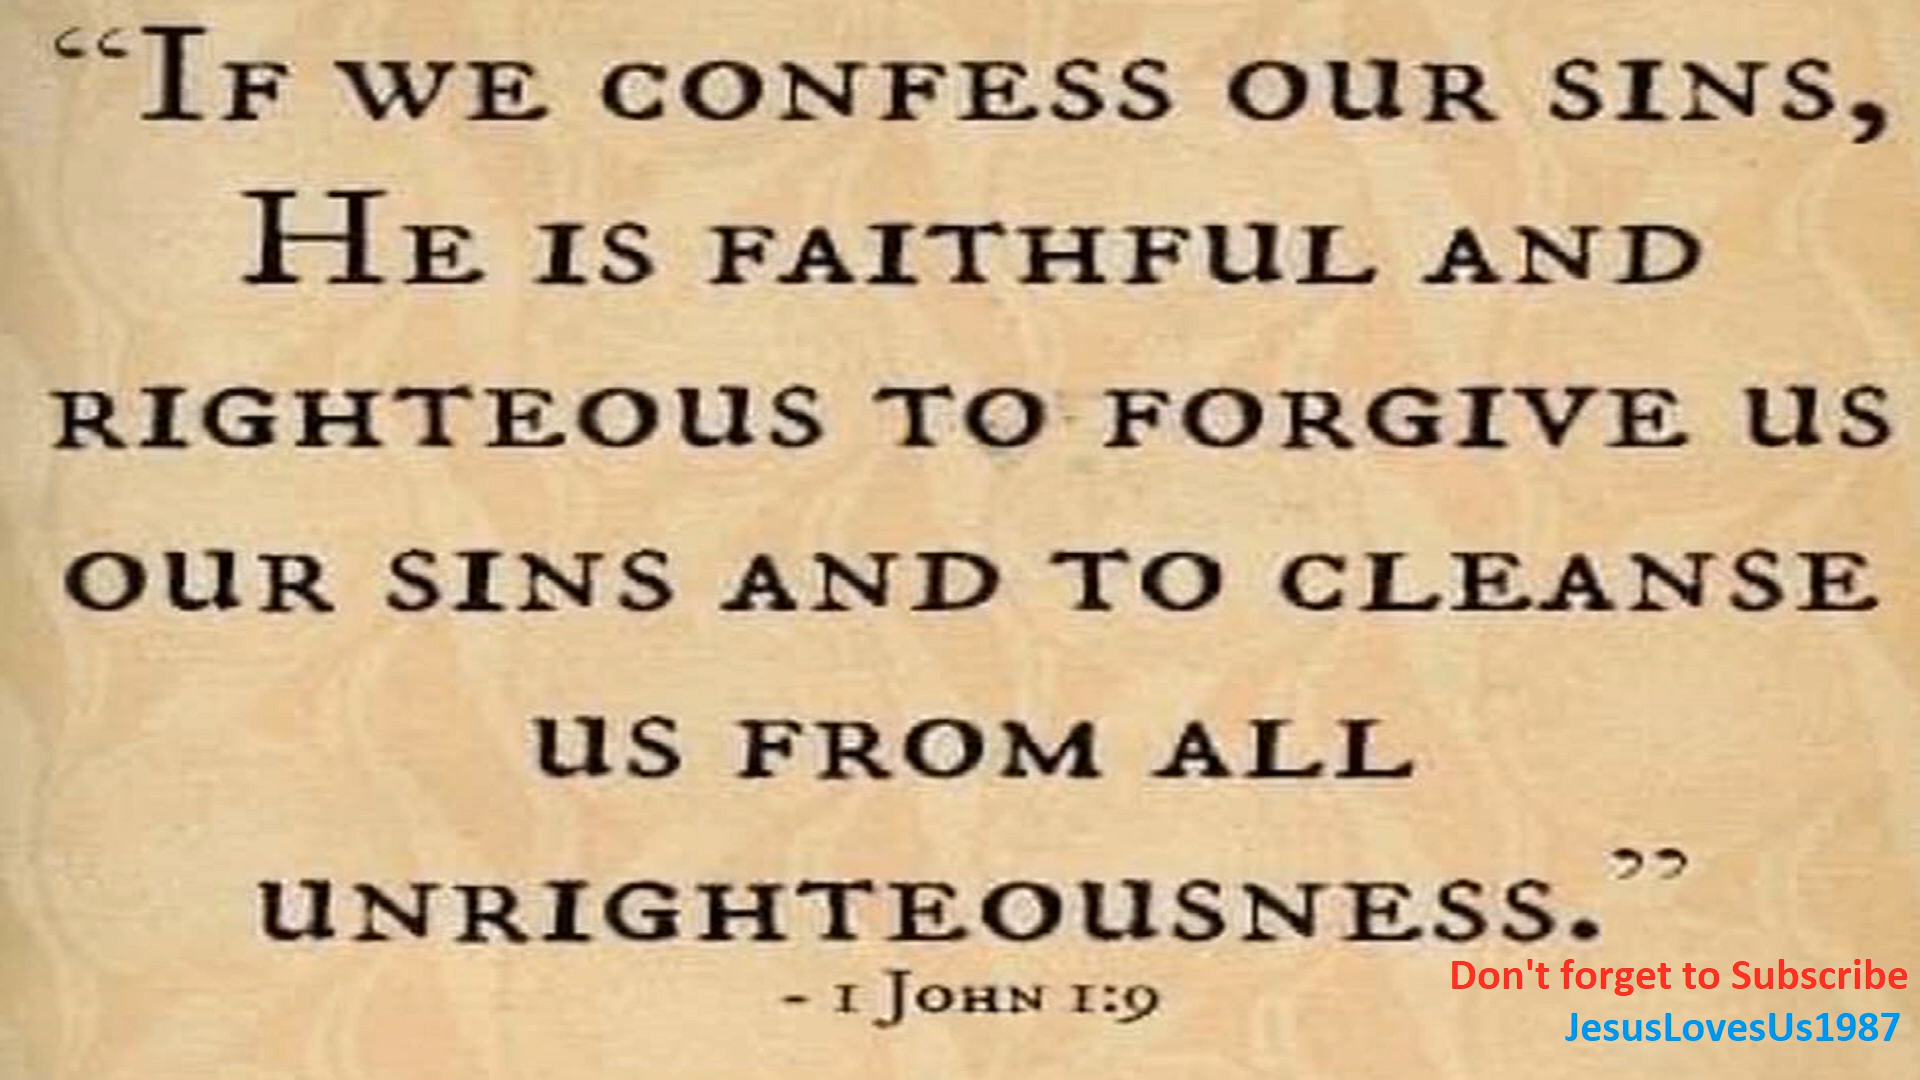 “If we confess our sins,
He is faithful and
righteous to forgive us
our sins and to cleanse
us from all
unrighteousness.”
- 1 John 1:9
Don't forget to Subscribe
JesusLovesUs1987